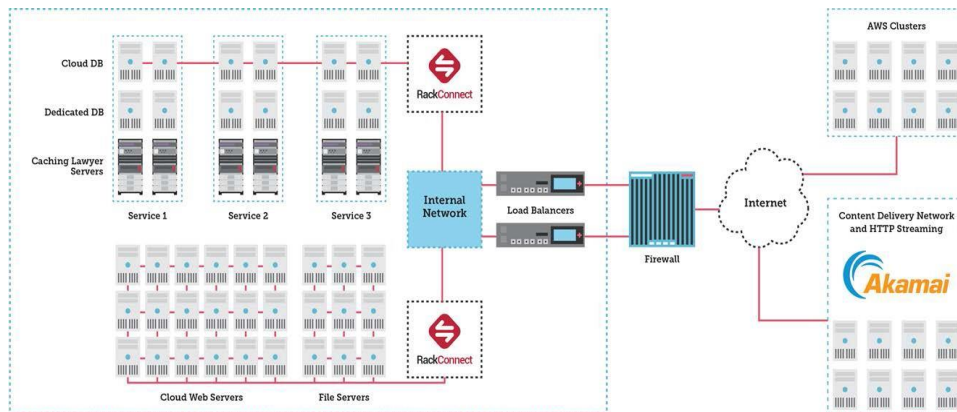 AWS Clusters
Cloud DB
RackConnect
Dedicated DB
Caching Lawyer
Servers
Service 1
Service 2
Service 3
Internal
Network
Load Balancers
Firewall
Internet
Content Delivery Network
and HTTP Streaming
Akamai
RackConnect
Cloud Web Servers
File Servers